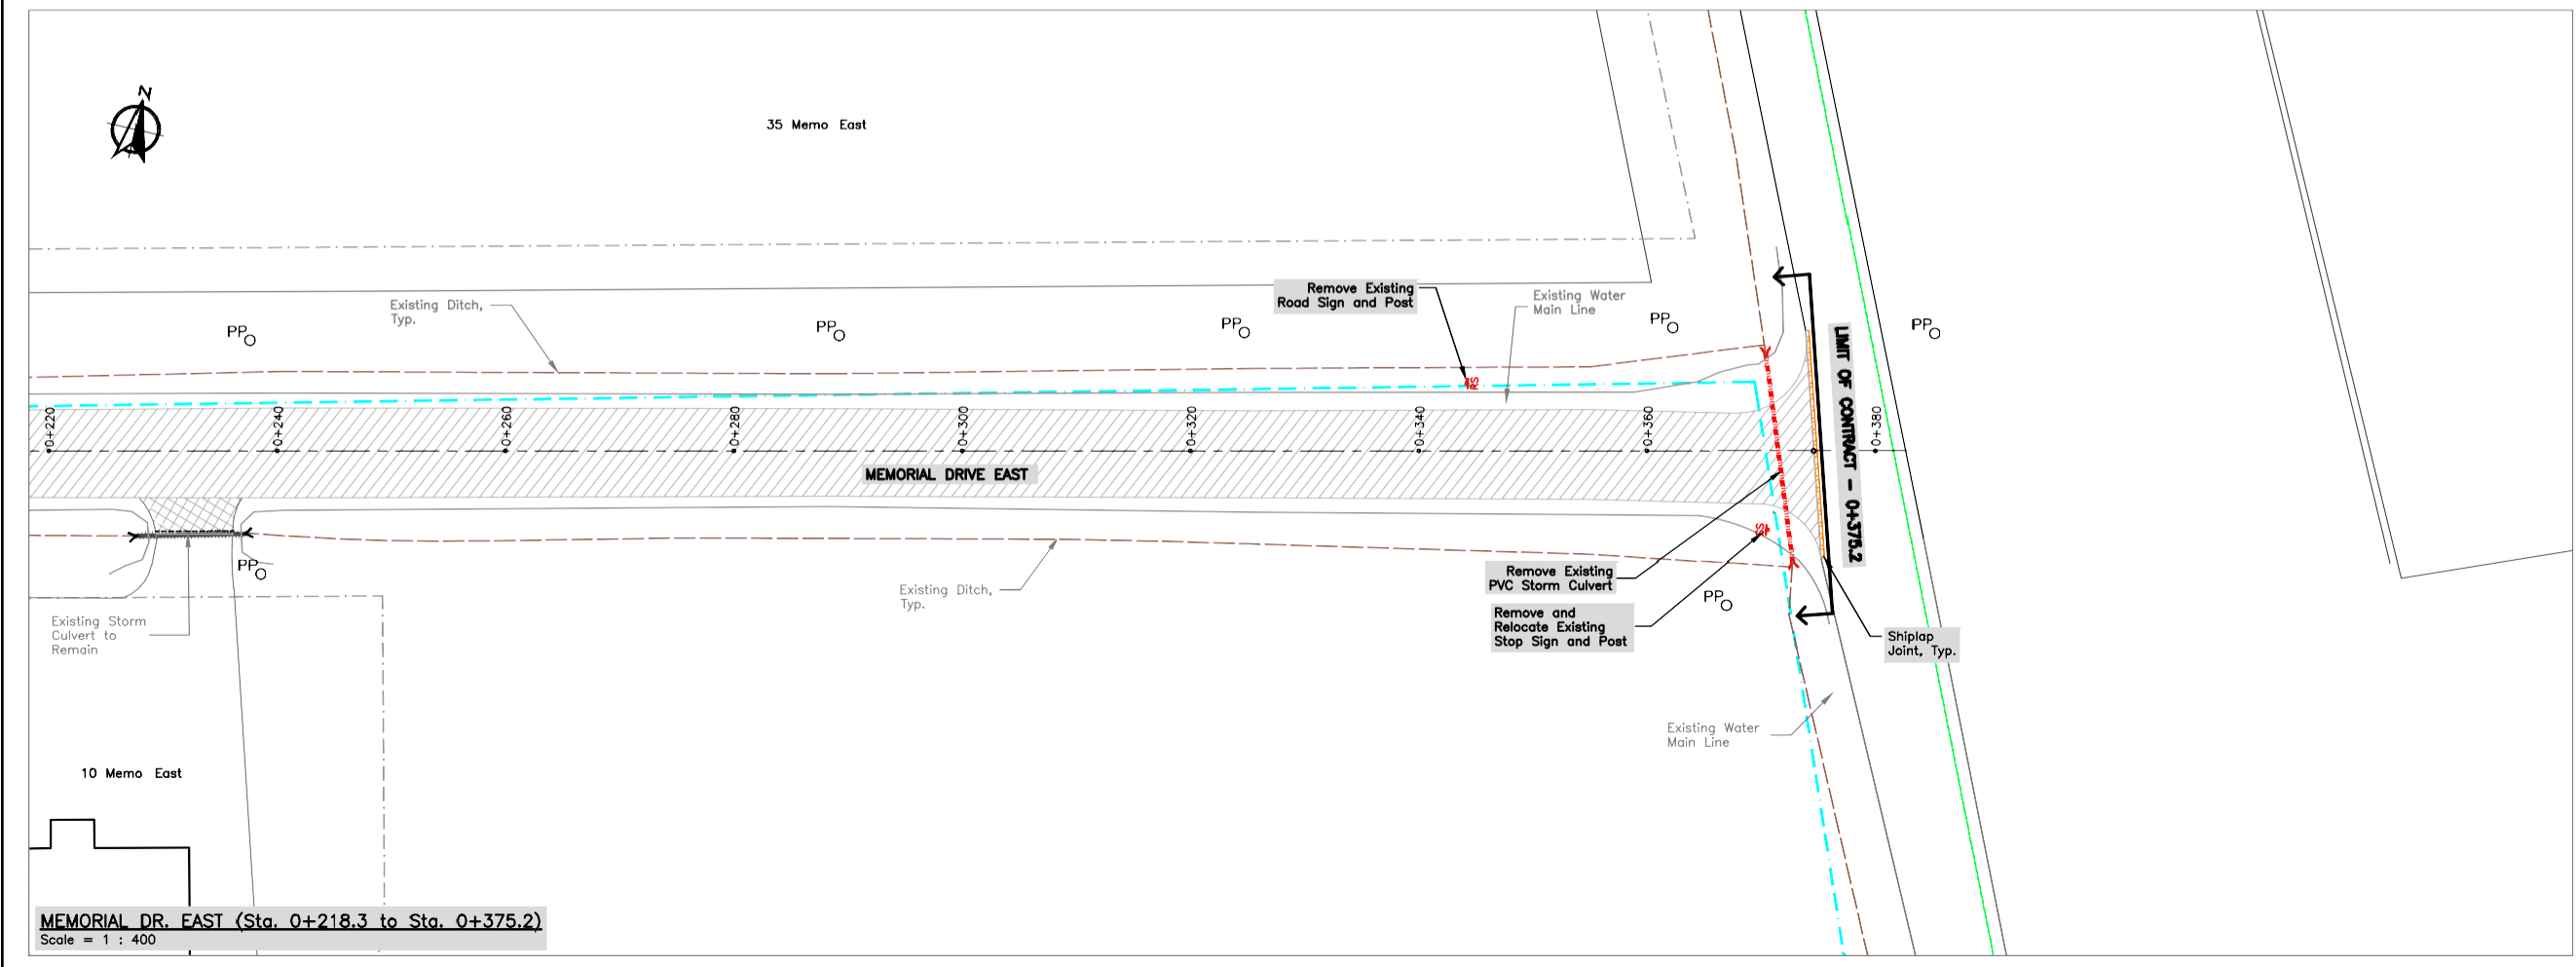 N
35 Memo East
Remove Existing
Road Sign and Post
Existing Water
Main Line
Existing Ditch,
Typ.
PP
PP
PP
PP
PP
RS
LIMIT OF CONTRACT - 0+375.2
0+220
0+240
0+260
0+280
0+300
0+320
0+340
0+360
0+380
MEMORIAL DRIVE EAST
SS
PP
Existing Ditch,
Typ.
Remove Existing
PVC Storm Culvert
PP
Remove and
Relocate Existing
Stop Sign and Post
Existing Storm
Culvert to
Remain
Shiplap
Joint, Typ.
Existing Water
Main Line
10 Memo East
MEMORIAL DR. EAST (Sta. 0+218.3 to Sta. 0+375.2)
Scale = 1 : 400